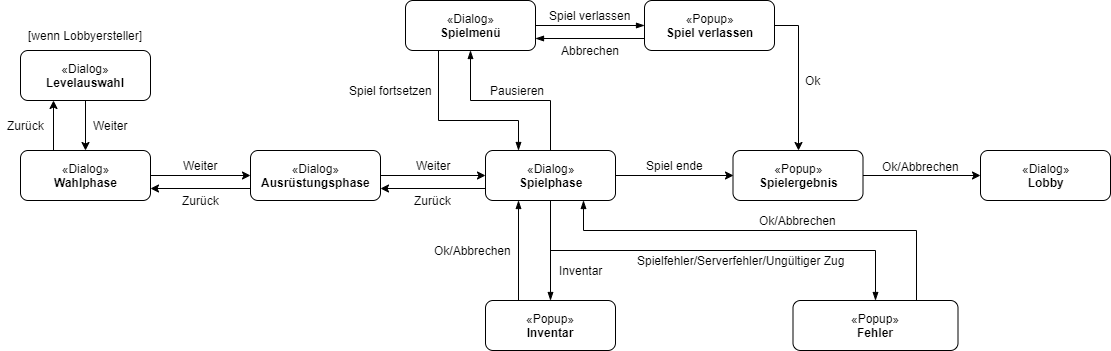 «Dialog»
Spielmenü
Spiel verlassen
Abbrechen
«Popup»
Spiel verlassen
[wenn Lobbyersteller]
«Dialog»
Levelauswahl
Spiel fortsetzen
Pausieren
Ok
Zurück
Weiter
«Dialog»
Wahlphase
Weiter
Zurück
«Dialog»
Ausrüstungsphase
Weiter
Zurück
«Dialog»
Spielphase
Spiel ende
«Popup»
Spielergebnis
Ok/Abbrechen
«Dialog»
Lobby
Ok/Abbrechen
Ok/Abbrechen
Inventar
Spielfehler/Serverfehler/Ungültiger Zug
«Popup»
Inventar
«Popup»
Fehler